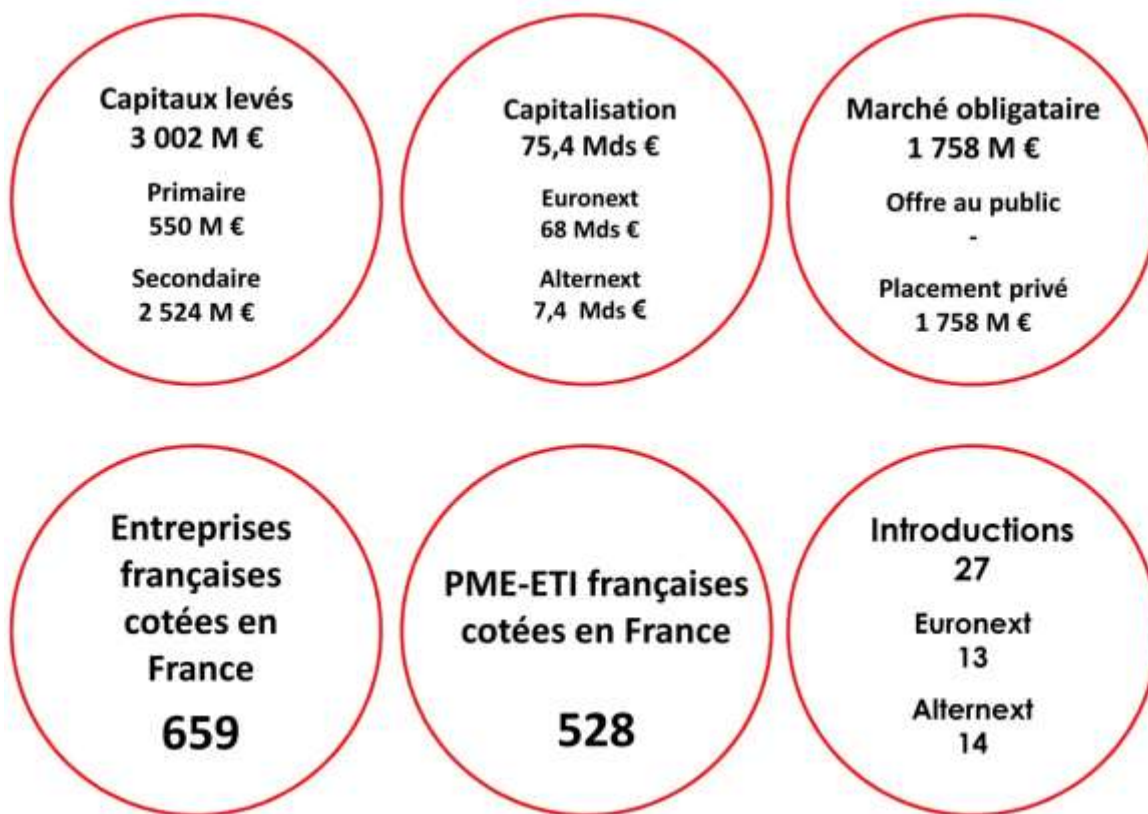 Capitaux levés
3 002 M €
Primaire
550 M €
Secondaire
2 524 M €
Capitalisation
75,4 Mds €
Euronext
68 Mds €
Alternext
7,4 Mds €
Marché obligataire
1 758 M €
Offre au public
-
Placement privé
1 758 M €
Entreprises
françaises
cotées en
France
659
PME-ETI françaises
cotées en France
528
Introductions
27
Euronext
13
Alternext
14